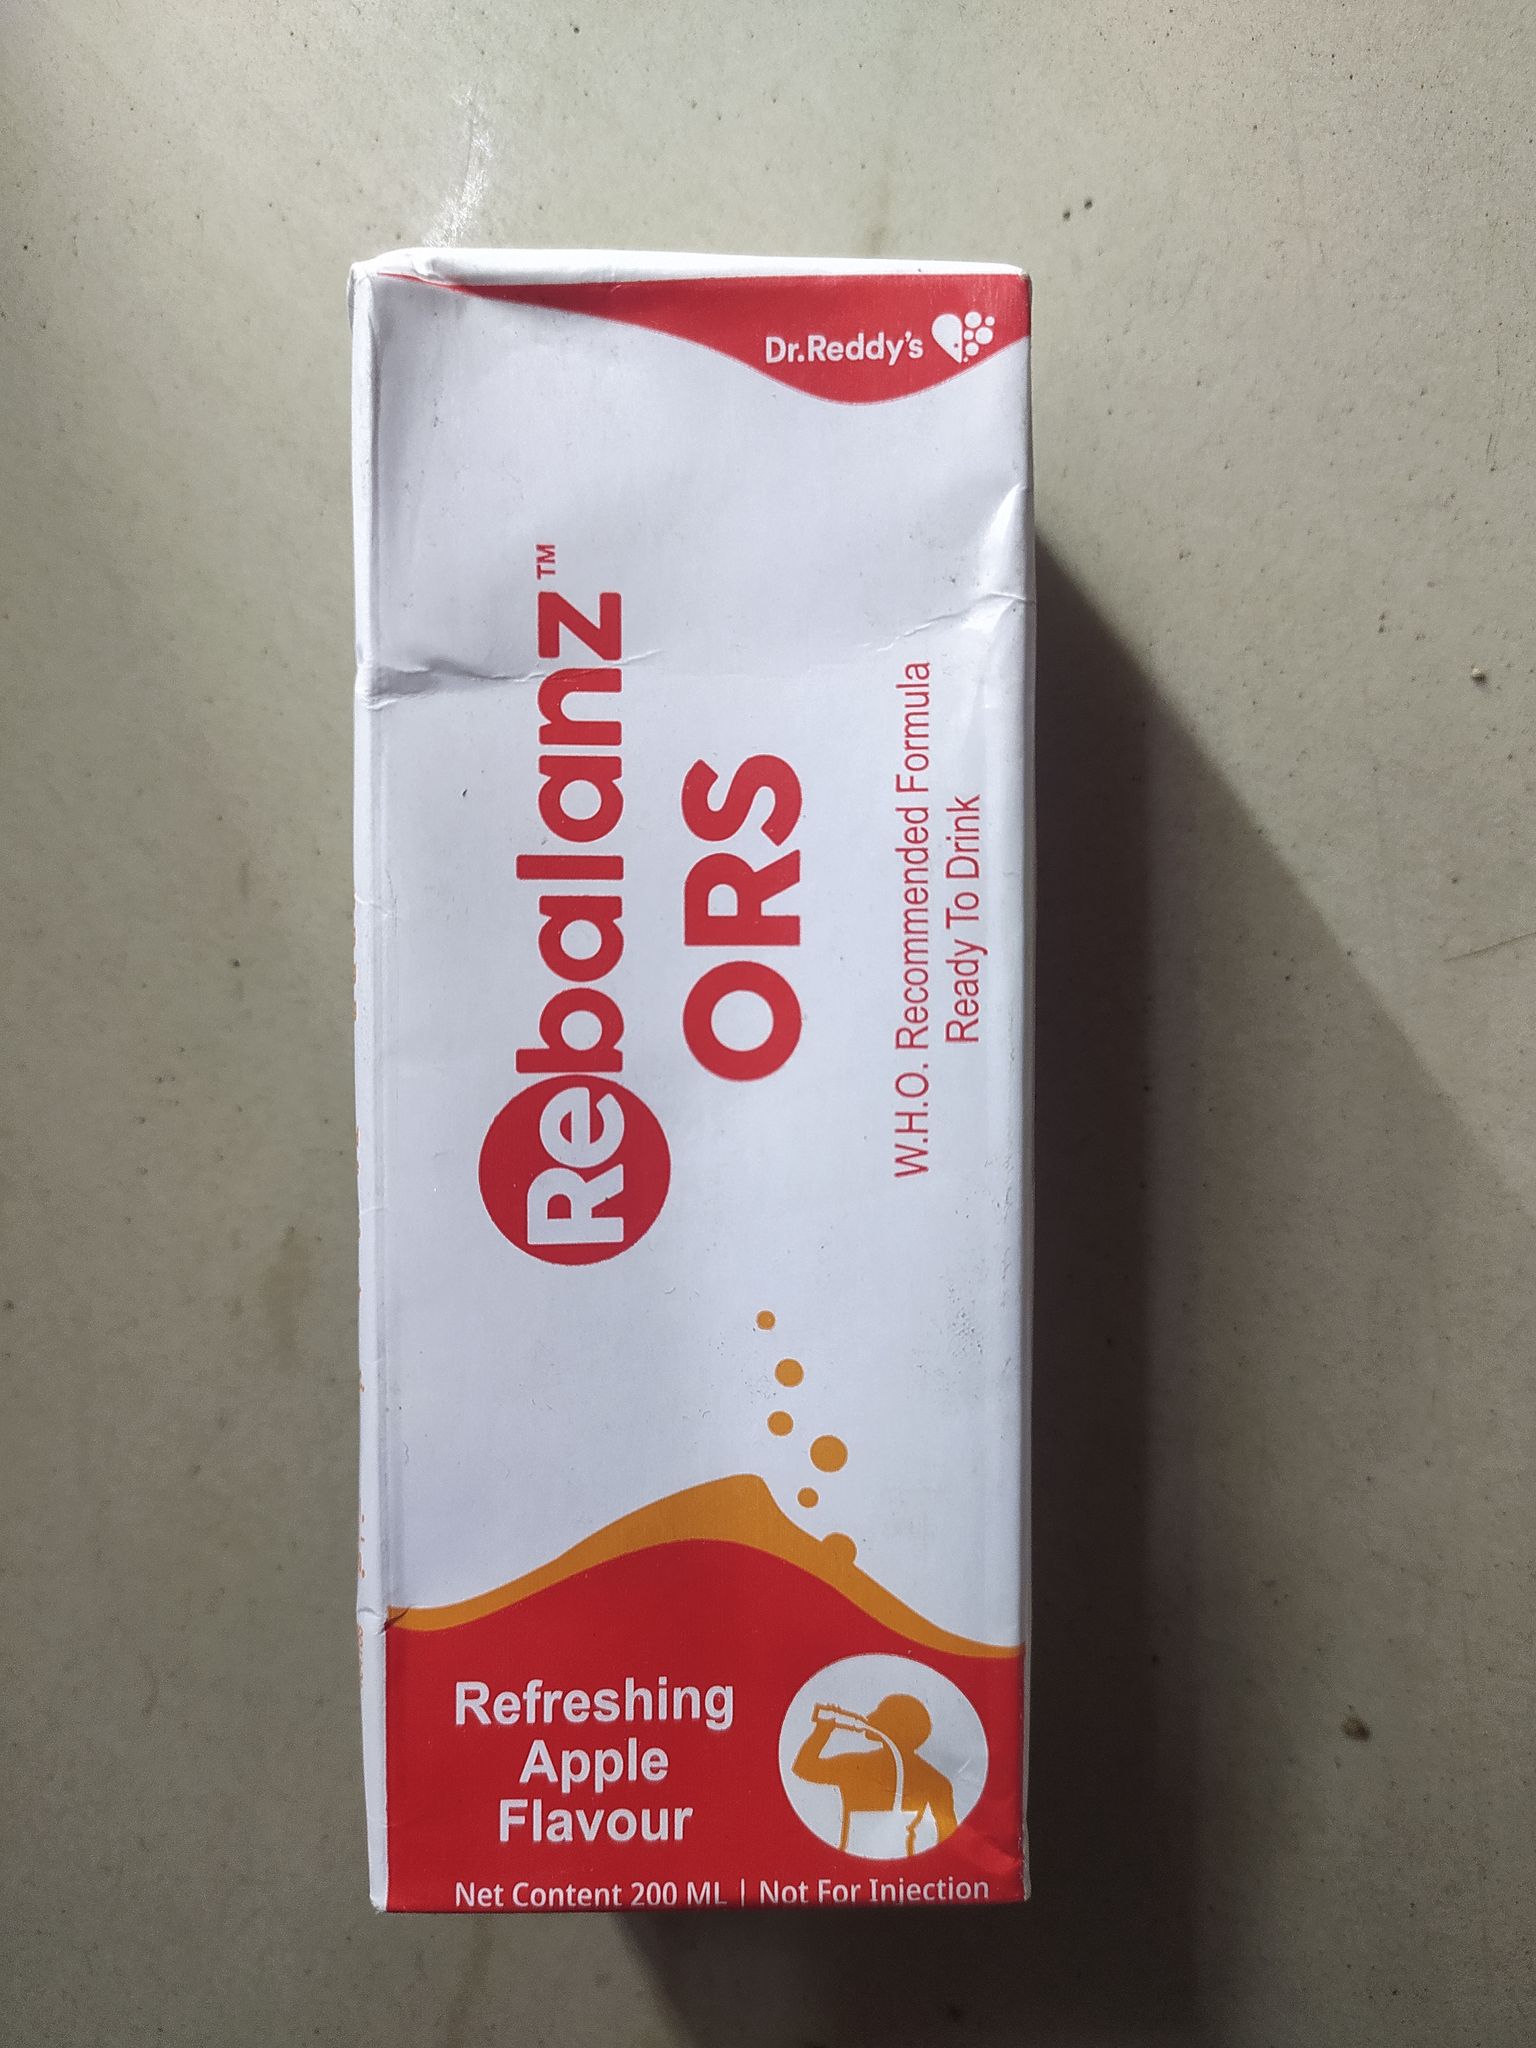 Dr.Reddy's
Rebalanz™
ORS
W.H.O. Recommended Formula
Ready To Drink
Refreshing
Apple
Flavour
Net Content 200 ML | Not For Injection